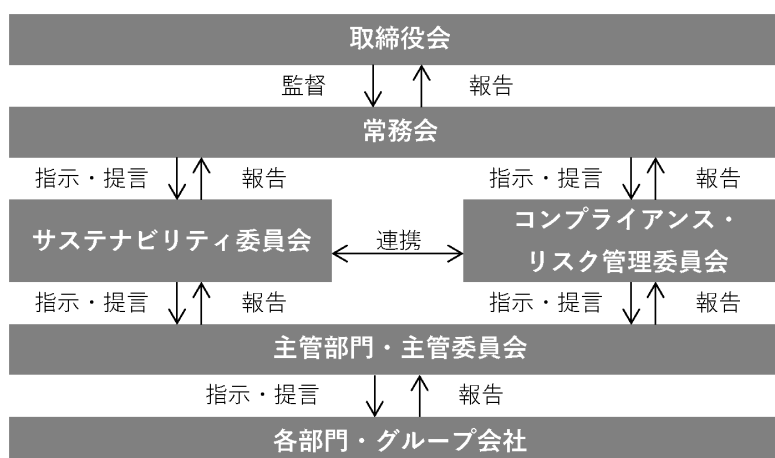 取締役会
監督 報告
常務会
指示・提言 報告 指示・提言 報告
サステナビリティ委員会
連携
コンプライアンス・
リスク管理委員会
指示・提言 報告 指示・提言 報告
主管部門・主管委員会
指示・提言 報告
各部門・グループ会社